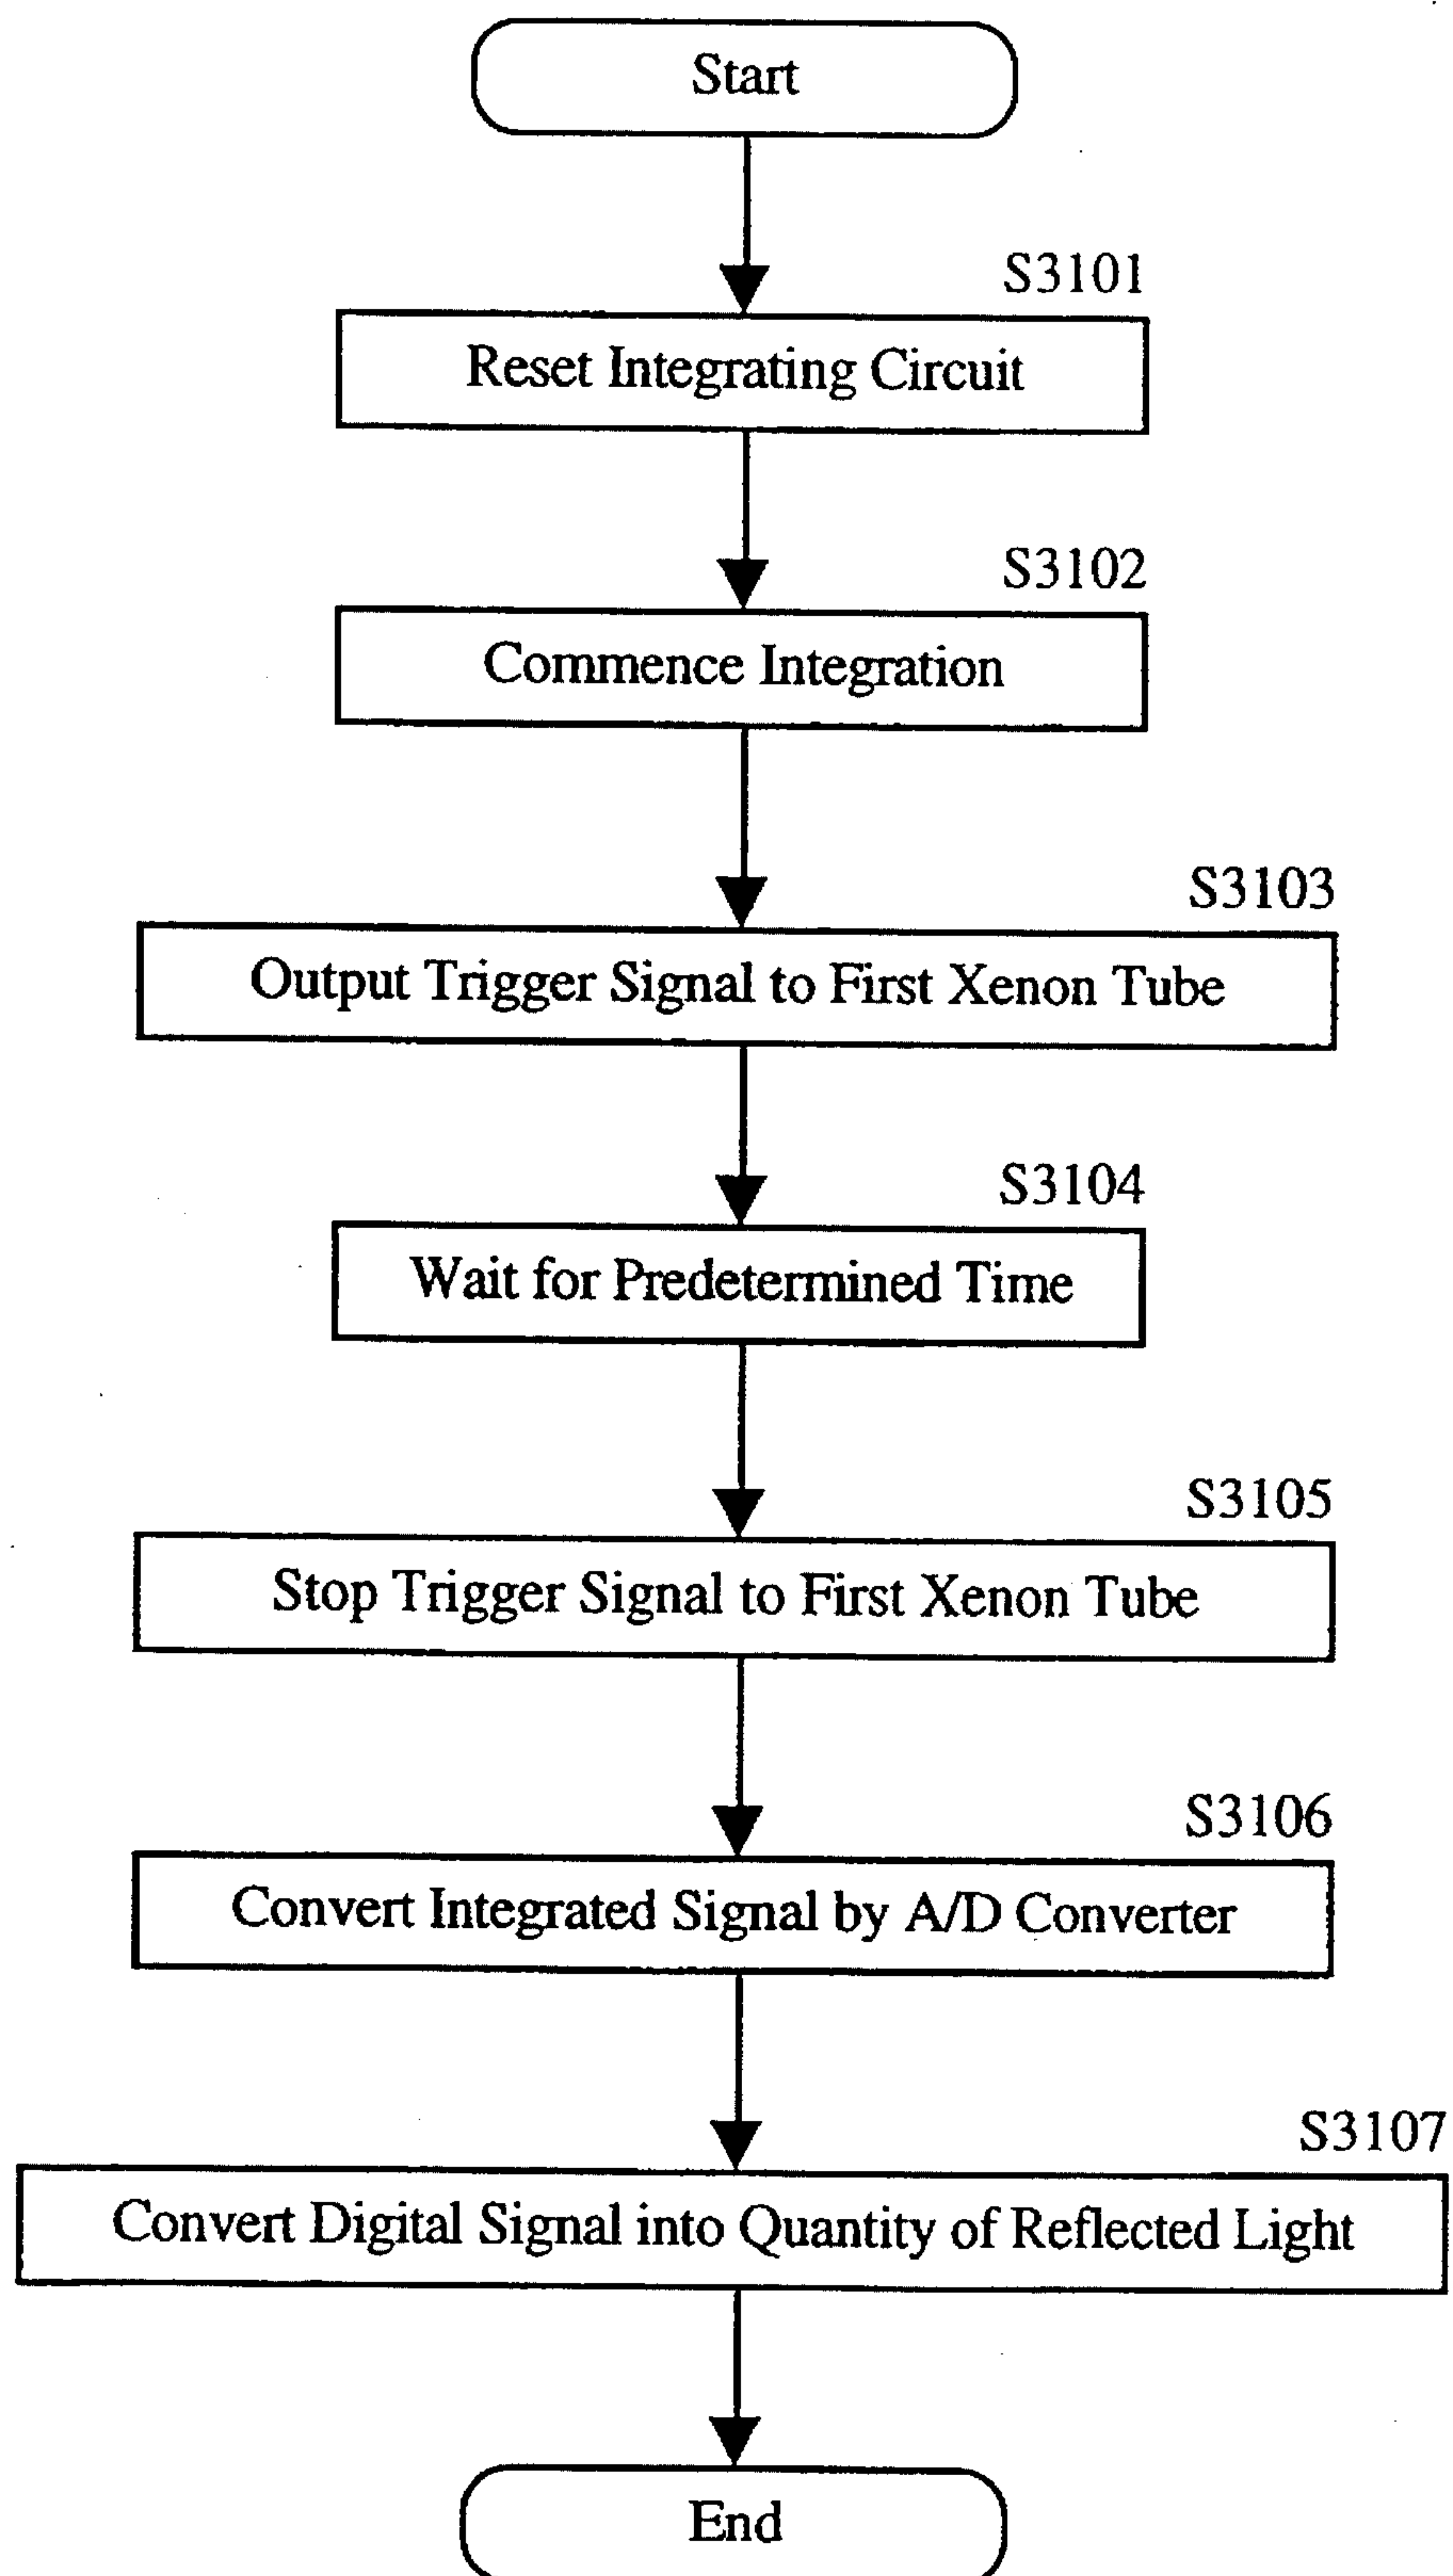 Start
S3101
Reset Integrating Circuit
S3102
Commence Integration
S3103
Output Trigger Signal to First Xenon Tube
S3104
Wait for Predetermined Time
S3105
Stop Trigger Signal to First Xenon Tube
S3106
Convert Integrated Signal by A/D Converter
S3107
Convert Digital Signal into Quantity of Reflected Light
End